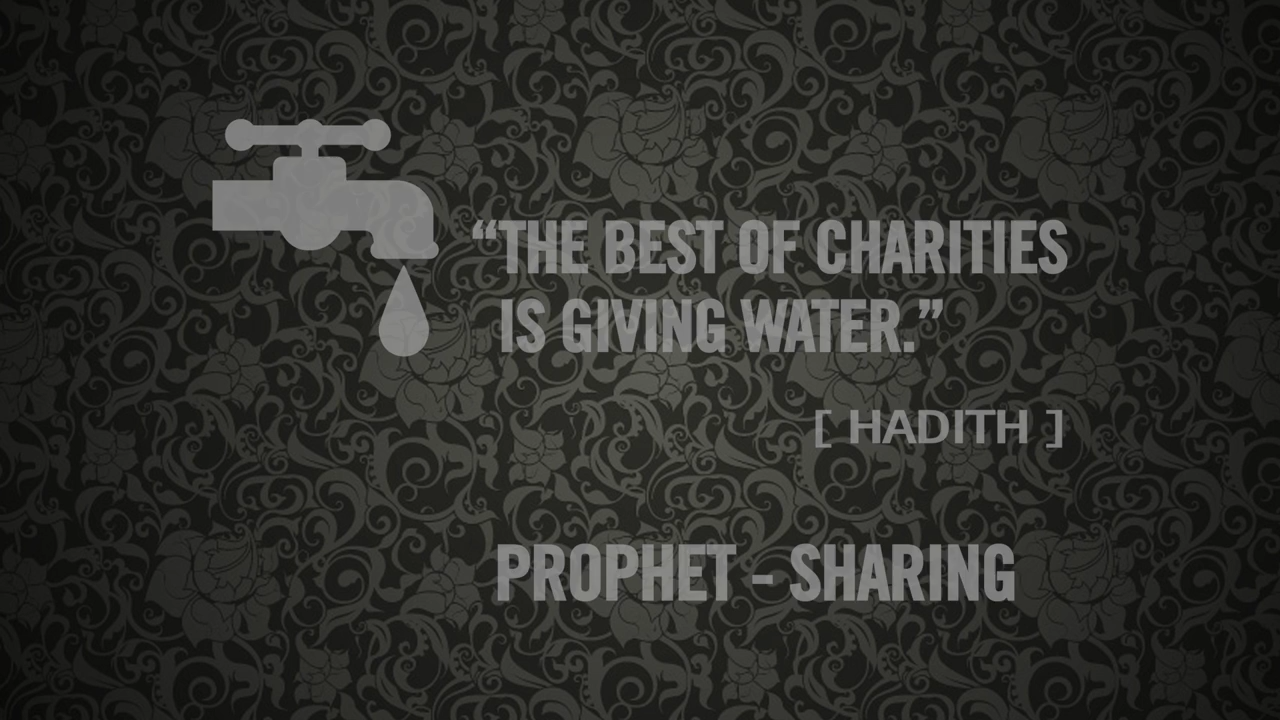 “THE BEST OF CHARITIES
IS GIVING WATER.”
[ HADITH ]
PROPHET - SHARING